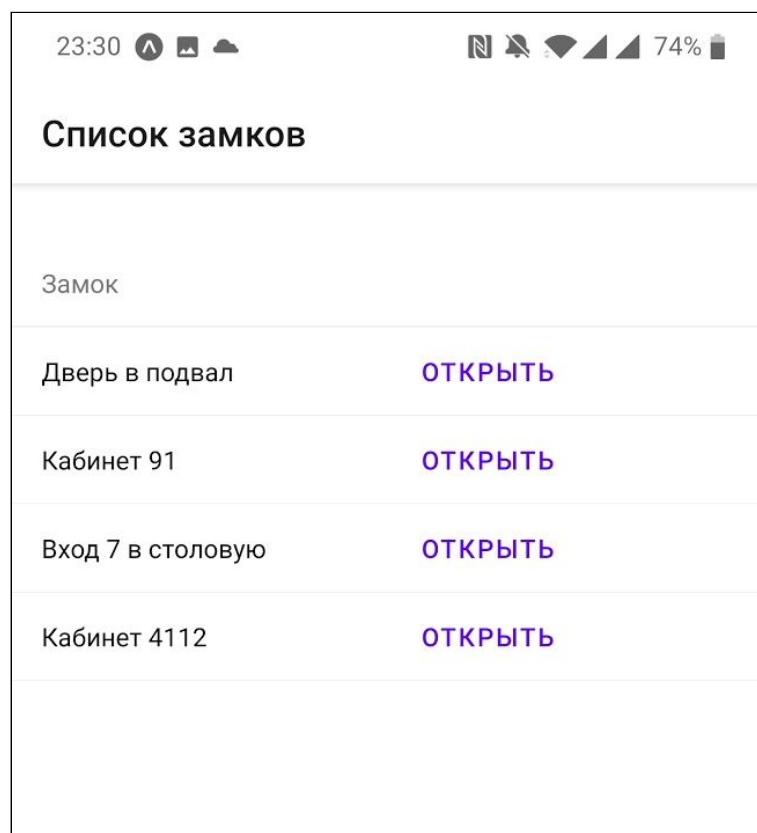 23:30 74%
Список замков
Замок
Дверь в подвал ОТКРЫТЬ
Кабинет 91 ОТКРЫТЬ
Вход 7 в столовую ОТКРЫТЬ
Кабинет 4112 ОТКРЫТЬ